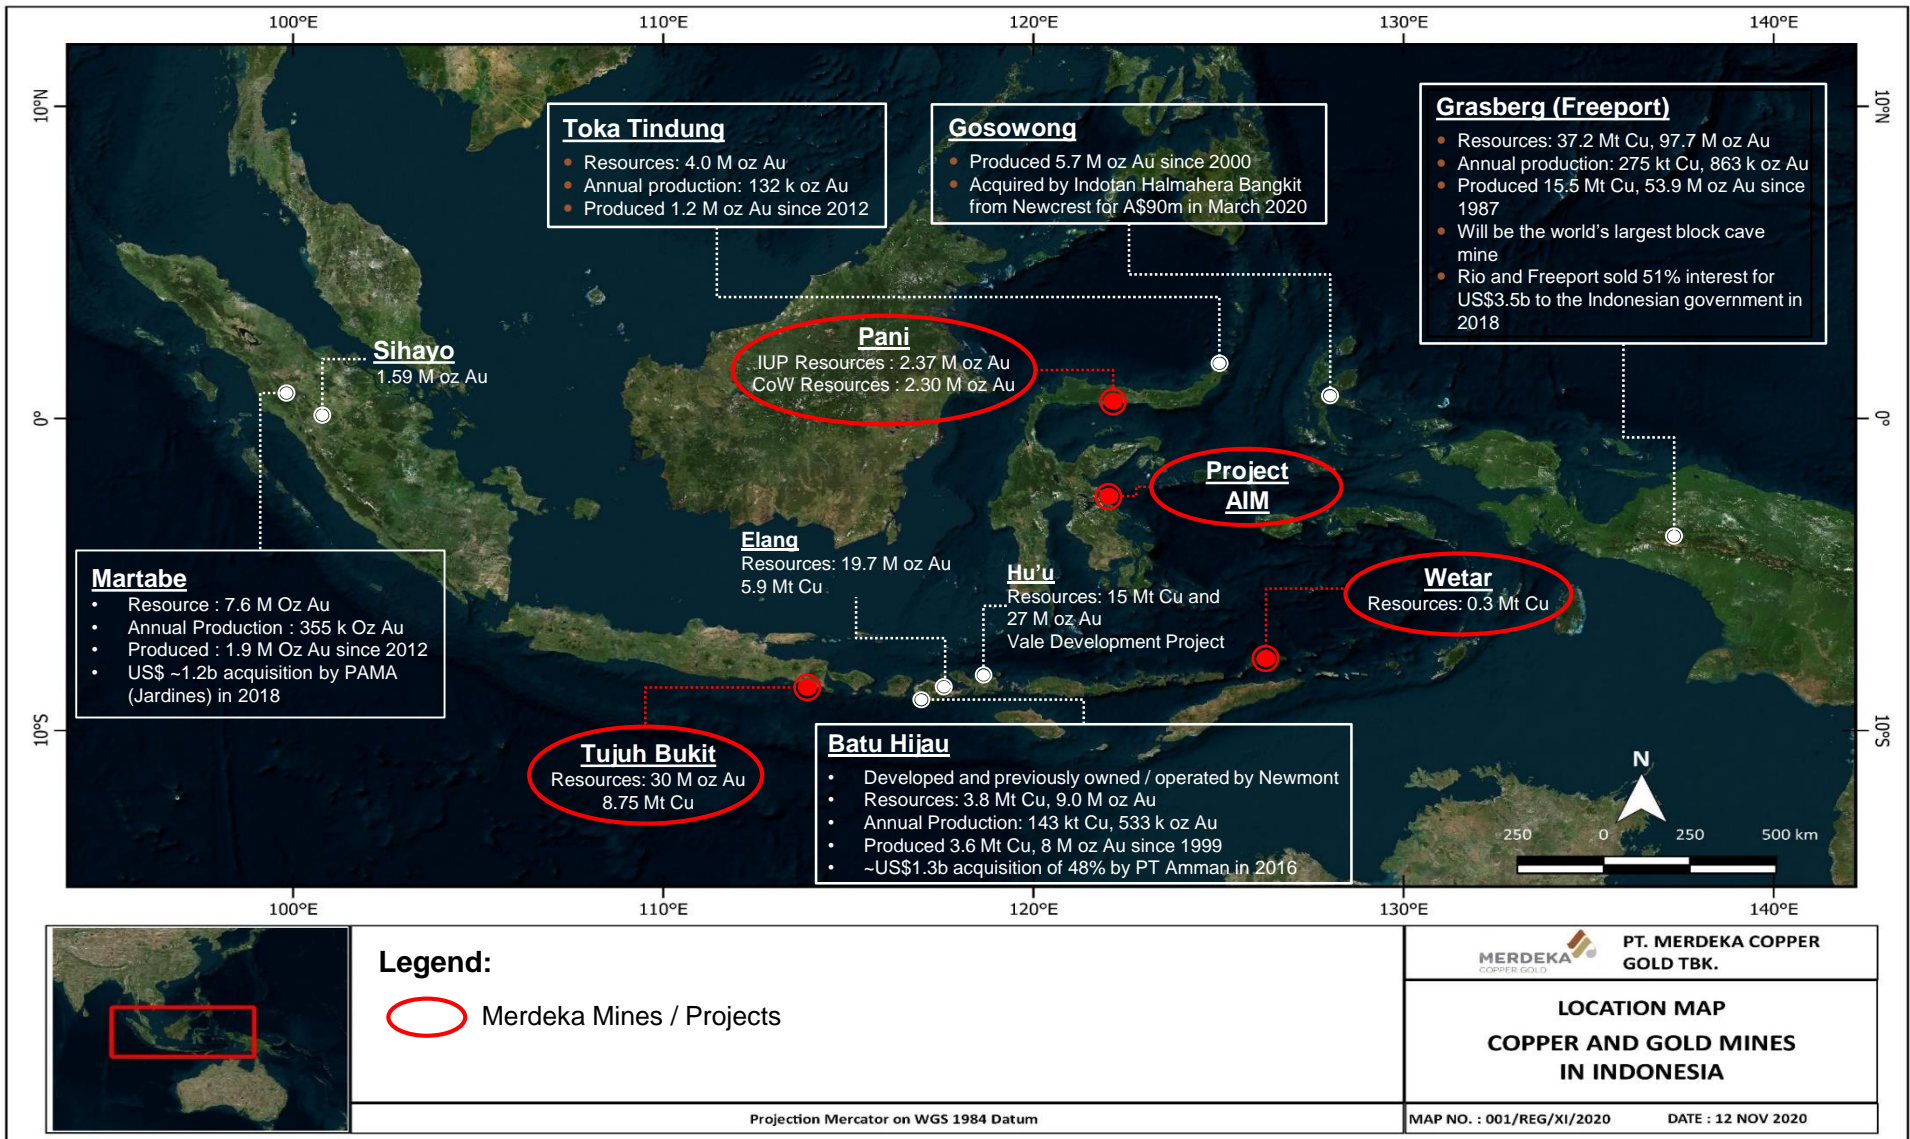 100°E
110°E
120°E
130°E
140°E
10°N
0°
10°S
10°N
0°
10°S
Toka Tindung
• Resources: 4.0 M oz Au
• Annual production: 132 k oz Au
• Produced 1.2 M oz Au since 2012
Gosowong
• Produced 5.7 M oz Au since 2000
• Acquired by Indotan Halmahera Bangkit
from Newcrest for A$90m in March 2020
Grasberg (Freeport)
• Resources: 37.2 Mt Cu, 97.7 M oz Au
• Annual production: 275 kt Cu, 863 k oz Au
• Produced 15.5 Mt Cu, 53.9 M oz Au since
1987
• Will be the world's largest block cave
mine
• Rio and Freeport sold 51% interest for
US$3.5b to the Indonesian government in
2018
Sihayo
1.59 M oz Au
Pani
IUP Resources : 2.37 M oz Au
CoW Resources : 2.30 M oz Au
Project
AIM
Elang
Resources: 19.7 M oz Au
5.9 Mt Cu
Hu’u
Resources: 15 Mt Cu and
27 M oz Au
Vale Development Project
Wetar
Resources: 0.3 Mt Cu
Martabe
• Resource : 7.6 M Oz Au
• Annual Production : 355 k Oz Au
• Produced : 1.9 M Oz Au since 2012
• US$ ~1.2b acquisition by PAMA
(Jardines) in 2018
Tujuh Bukit
Resources: 30 M oz Au
8.75 Mt Cu
Batu Hijau
• Developed and previously owned / operated by Newmont
• Resources: 3.8 Mt Cu, 9.0 M oz Au
• Annual Production: 143 kt Cu, 533 k oz Au
• Produced 3.6 Mt Cu, 8 M oz Au since 1999
• ~US$1.3b acquisition of 48% by PT Amman in 2016
N
250 0 250 500 km
100°E
110°E
120°E
130°E
140°E
Legend:
Merdeka Mines / Projects
Projection Mercator on WGS 1984 Datum
MERDEKA
COPPER GOLD
PT. MERDEKA COPPER
GOLD TBK.
LOCATION MAP
COPPER AND GOLD MINES
IN INDONESIA
MAP NO. : 001/REG/XI/2020
DATE : 12 NOV 2020